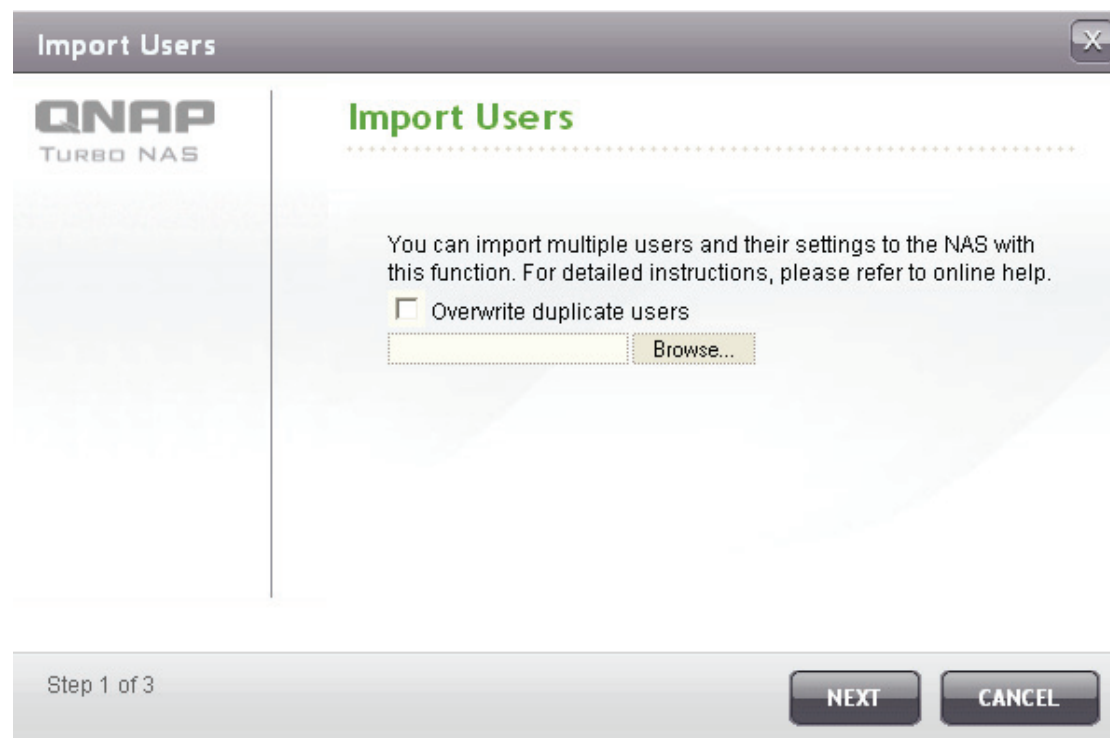 Import Users
X
QNAP
TURBO NAS
Import Users
You can import multiple users and their settings to the NAS with
this function. For detailed instructions, please refer to online help.
Overwrite duplicate users
Browse...
Step 1 of 3
NEXT
CANCEL